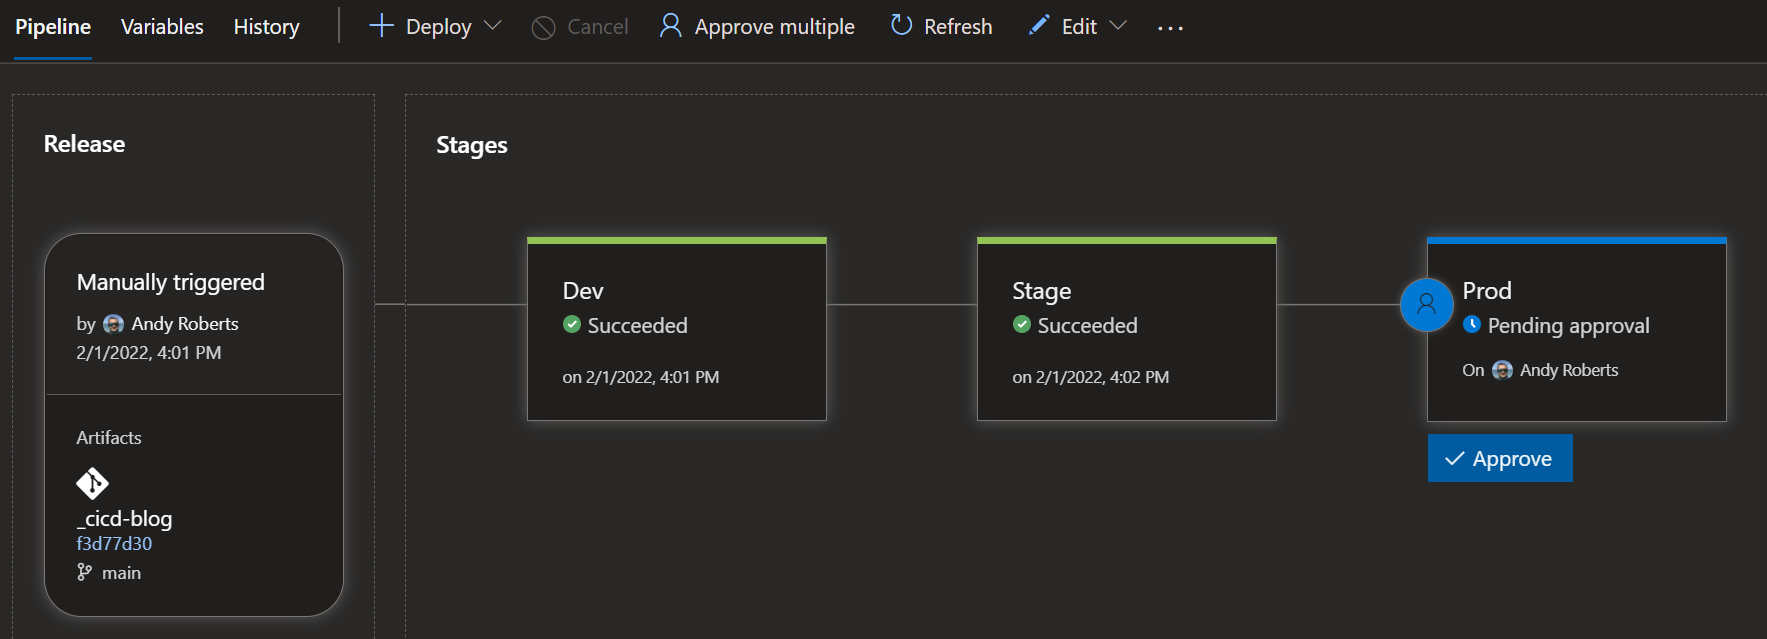 Pipeline Variables History Deploy Cancel Approve multiple Refresh Edit ...
Release
Manually triggered
by Andy Roberts
2/1/2022, 4:01 PM
Artifacts
_cicd-blog
f3d77d30
main
Stages
Dev
Succeeded
on 2/1/2022, 4:01 PM
Stage
Succeeded
on 2/1/2022, 4:02 PM
Prod
Pending approval
On Andy Roberts
Approve